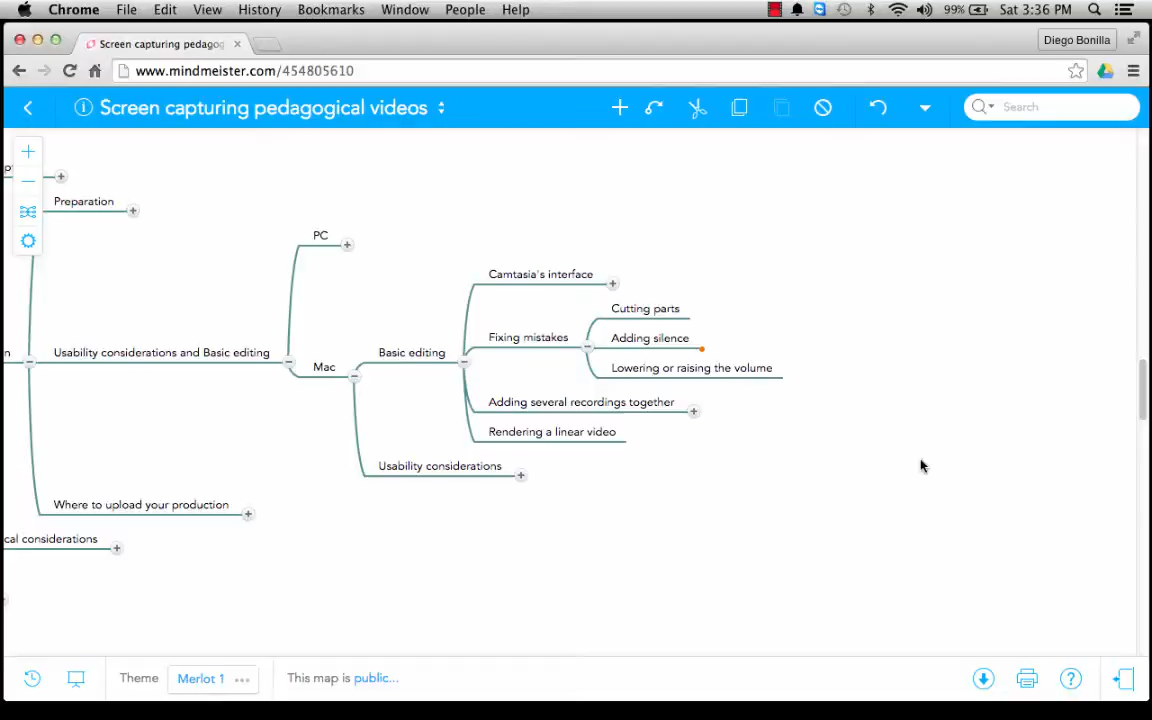 Chrome File Edit View History Bookmarks Window People Help 99% Sat 3:36 PM
Screen capturing pedagog
Diego Bonilla
www.mindmeister.com/454805610
Screen capturing pedagogical videos
Search
Preparation
PC
Camtasia's interface
Cutting parts
Fixing mistakes
Adding silence
Usability considerations and Basic editing
Basic editing
Mac
Lowering or raising the volume
Adding several recordings together
Rendering a linear video
Usability considerations
Where to upload your production
cal considerations
Theme Merlot 1 This map is public...